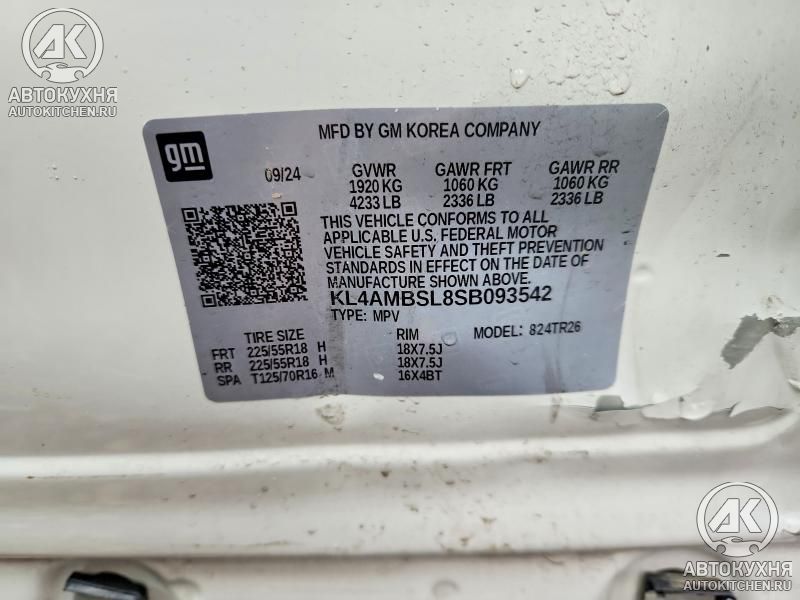 AK
АВТОКУХНЯ
AUTOKITCHEN.RU
gm
MFD BY GM KOREA COMPANY
09/24
GVWR GAWR FRT GAWR RR
1920 KG 1060 KG 1060 KG
4233 LB 2336 LB 2336 LB
THIS VEHICLE CONFORMS TO ALL
APPLICABLE U.S. FEDERAL MOTOR
VEHICLE SAFETY AND THEFT PREVENTION
STANDARDS IN EFFECT ON THE DATE OF
MANUFACTURE SHOWN ABOVE.
KL4AMBSL8SB093542
TYPE: MPV MODEL: 824TR26
TIRE SIZE RIM
FRT 225/55R18 H 18X7.5J
RR 225/55R18 H 18X7.5J
SPA T125/70R16 M 16X4BT
AK
АВТОКУХНЯ
AUTOKITCHEN.RU